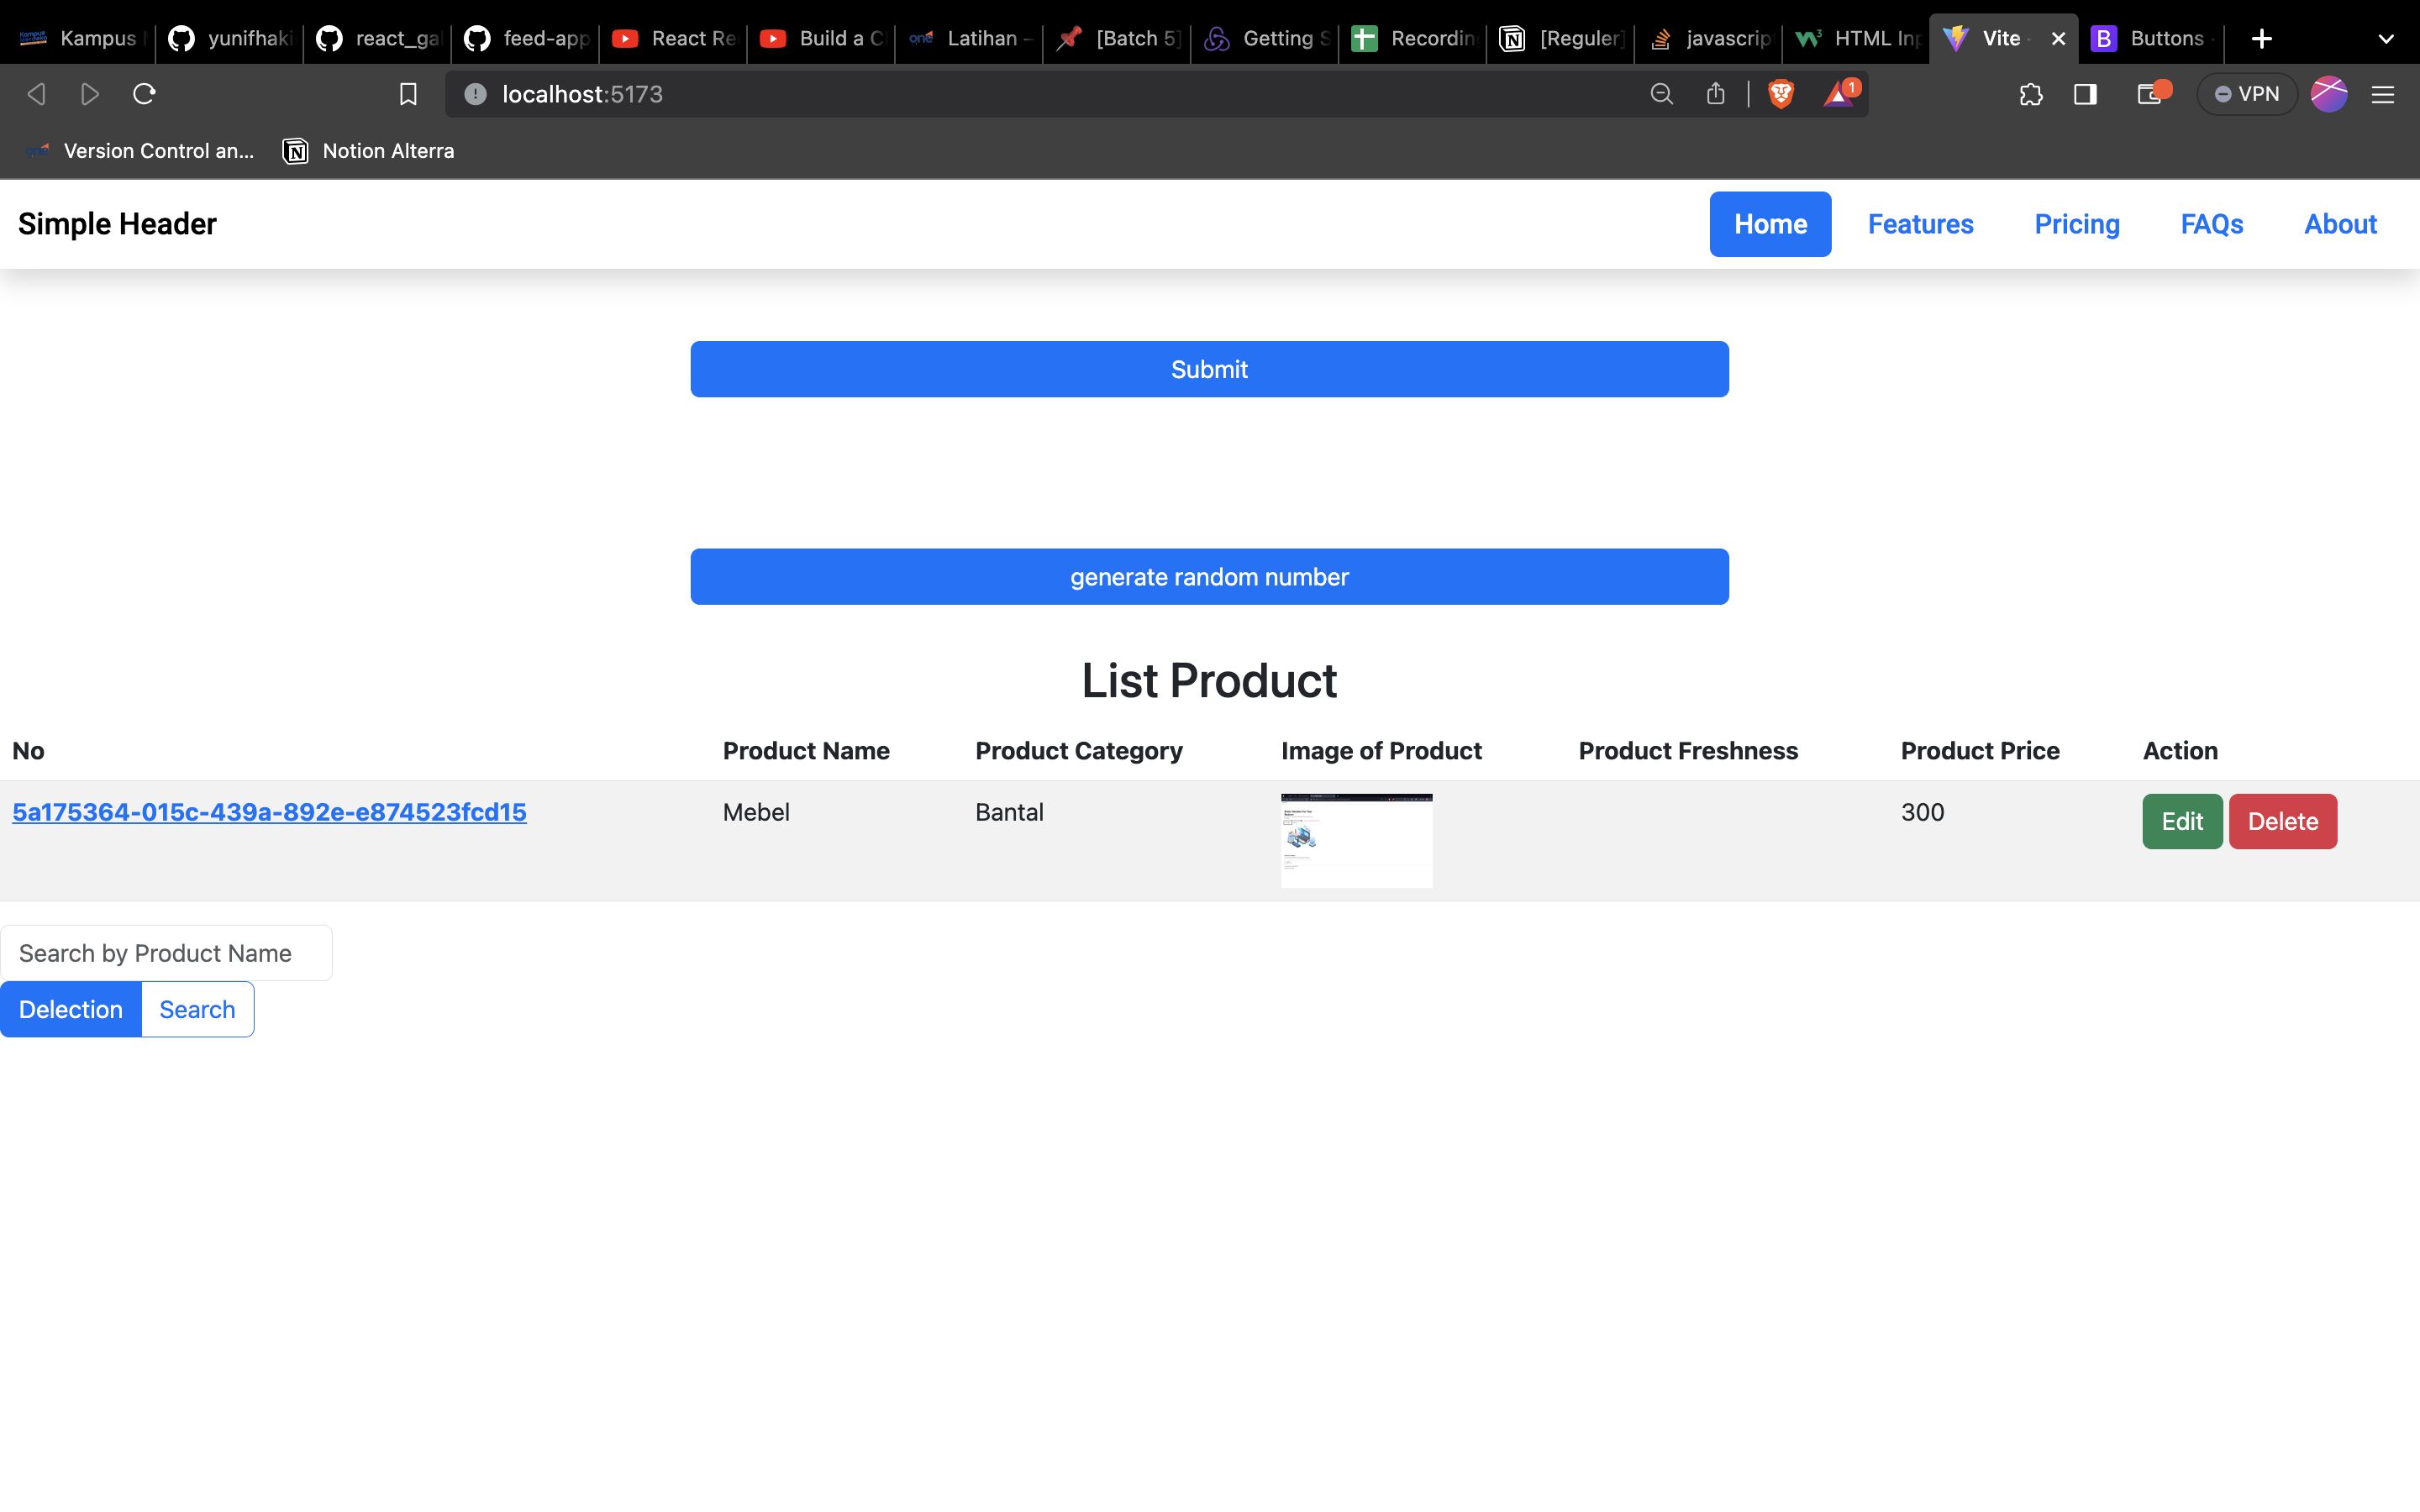 Kampus
yunifhaki
react_gal
feed-app
React Re
Build a C
Latihan -
[Batch 5]
Getting S
Recordin
[Reguler]
javascrip
HTML Inp
Vite
Buttons
localhost:5173
1
VPN
Version Control an...
Notion Alterra
Simple Header
Home
Features
Pricing
FAQs
About
Submit
generate random number
List Product
No Product Name Product Category Image of Product Product Freshness Product Price Action
5a175364-015c-439a-892e-e874523fcd15 Mebel Bantal 300 Edit Delete
Search by Product Name
Delection Search